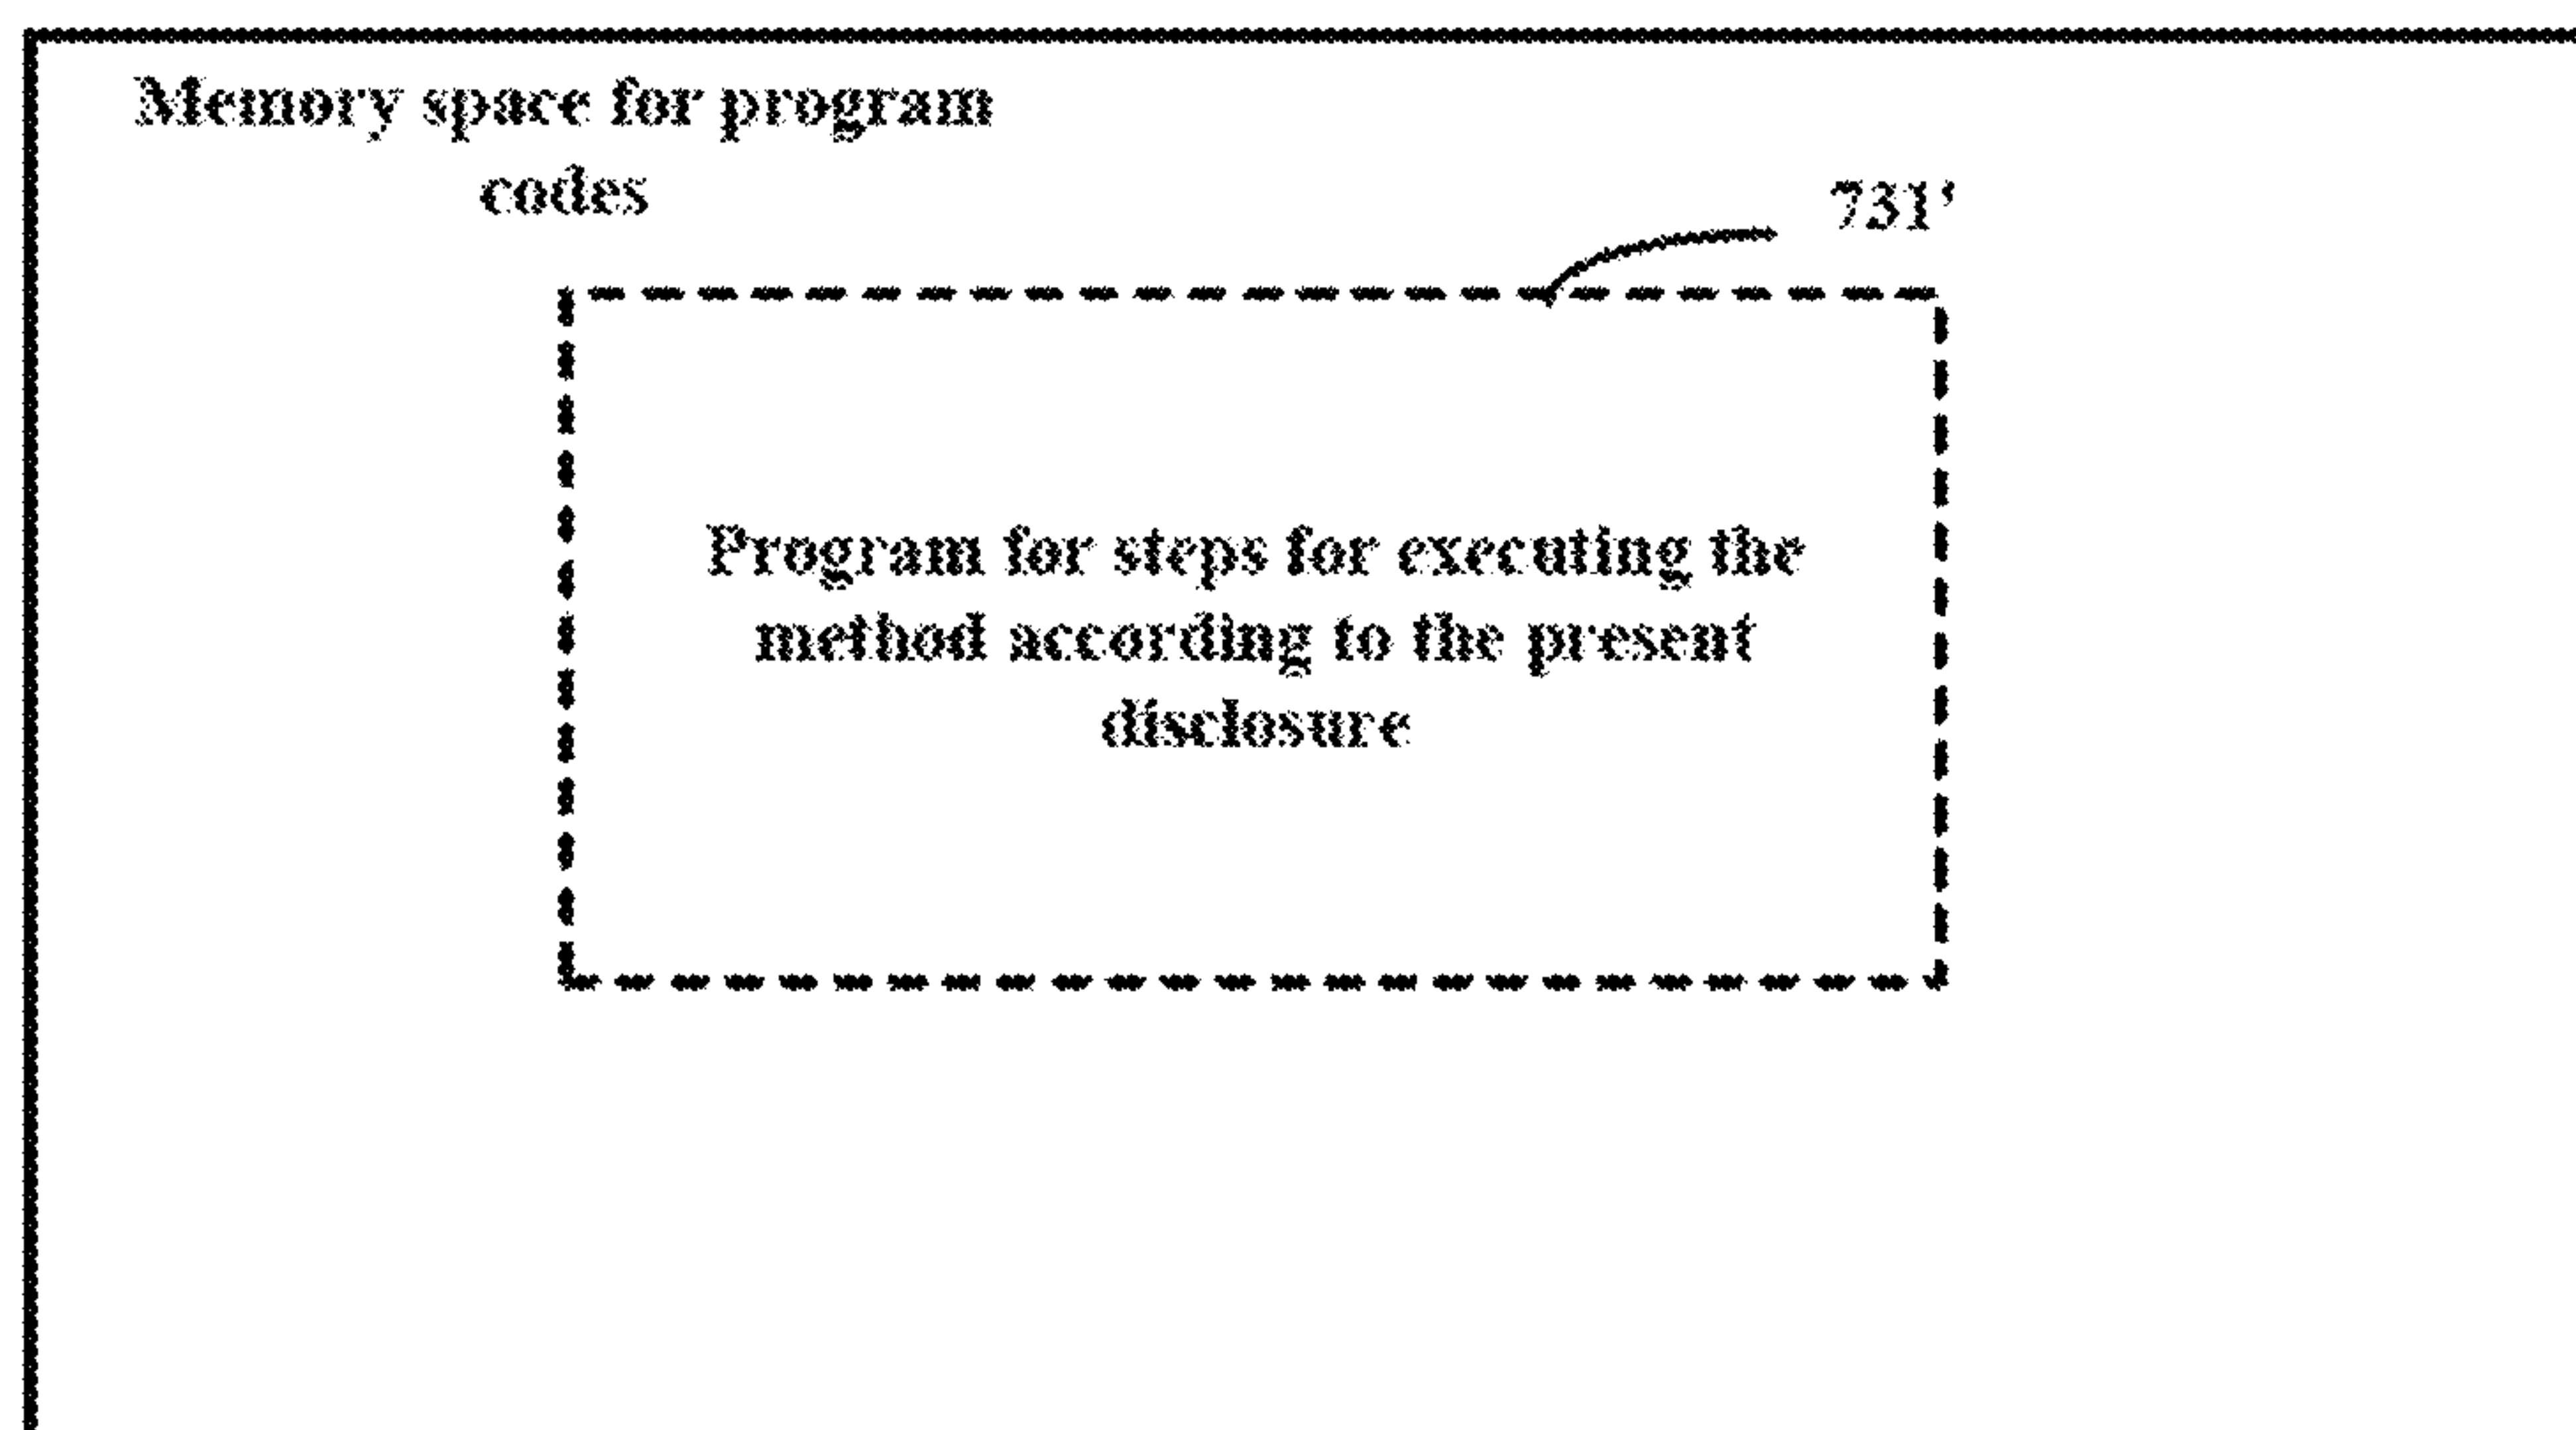 Memory space for program
codes
731'
Program for steps for executing the
method according to the present
disclosure